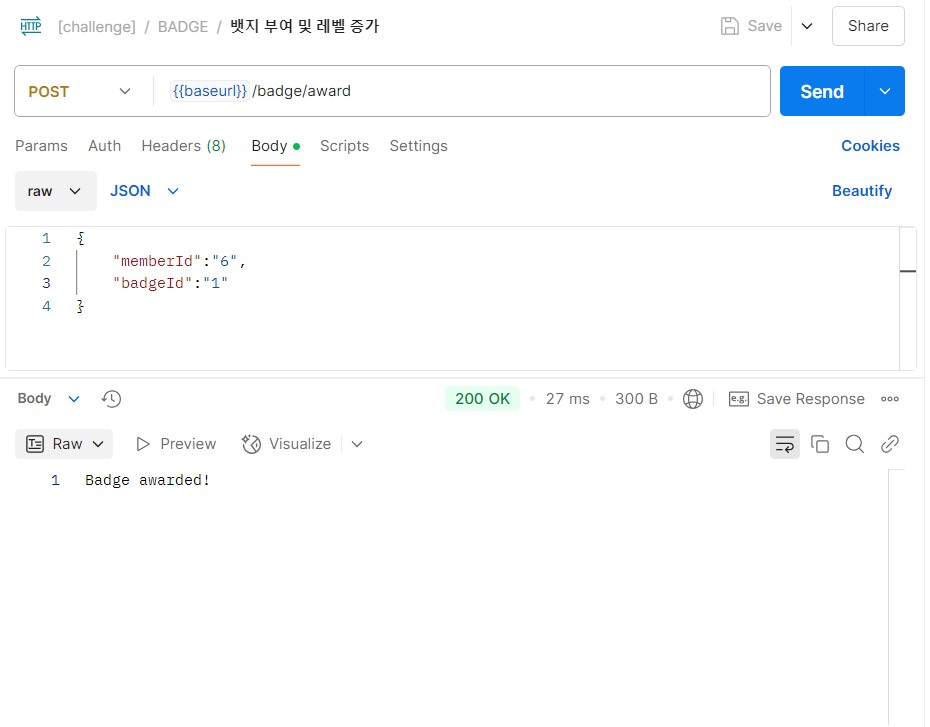 HTTP [challenge] / BADGE / 뱃지 부여 및 레벨 증가 Save Share
POST {{baseurl}} /badge/award Send
Params Auth Headers (8) Body Scripts Settings Cookies
raw JSON Beautify
1 {
2 "memberId":"6",
3 "badgeId":"1"
4 }
Body 200 OK 27 ms 300 B e.g. Save Response
Raw Preview Visualize
1 Badge awarded!